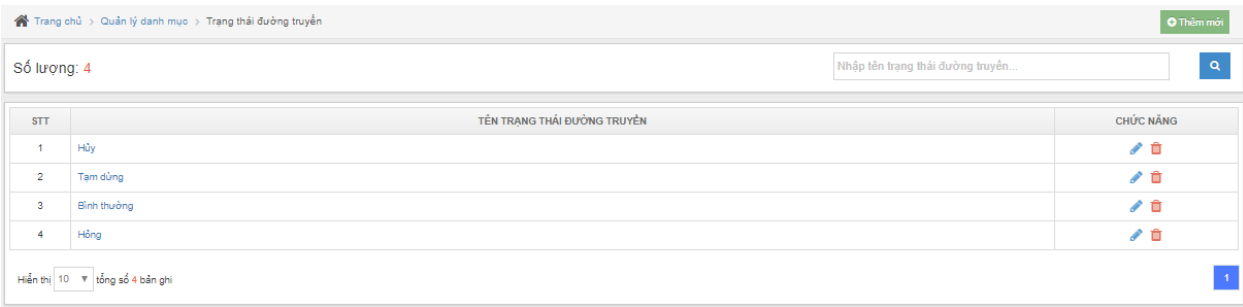 Trang chủ > Quản lý danh mục > Trạng thái đường truyền Thêm mới
Số lượng: 4 Nhập tên trạng thái đường truyền...
STT TÊN TRẠNG THÁI ĐƯỜNG TRUYỀN CHỨC NĂNG
1 Hủy
2 Tạm dừng
3 Bình thường
4 Hỏng
Hiển thị 10 tổng số 4 bản ghi 1